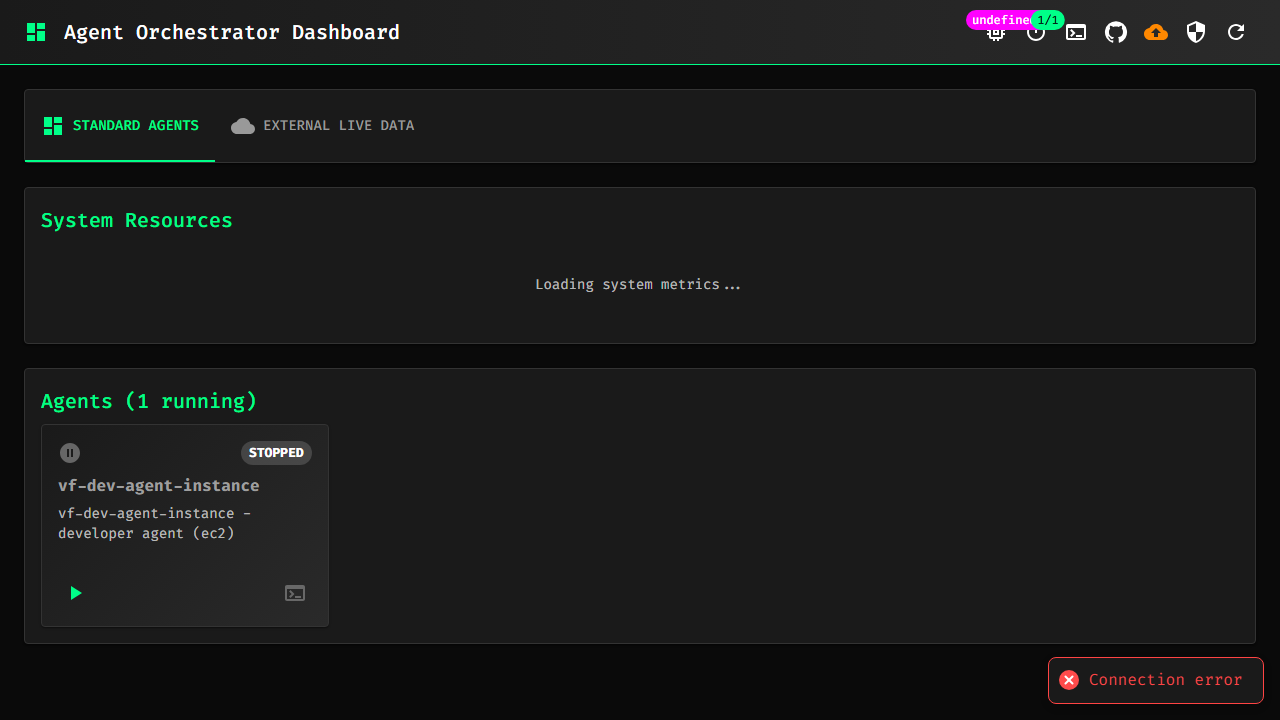 Agent Orchestrator Dashboard
undefined 1/1
STANDARD AGENTS
EXTERNAL LIVE DATA
System Resources
Loading system metrics...
Agents (1 running)
STOPPED
vf-dev-agent-instance
vf-dev-agent-instance -
developer agent (ec2)
Connection error